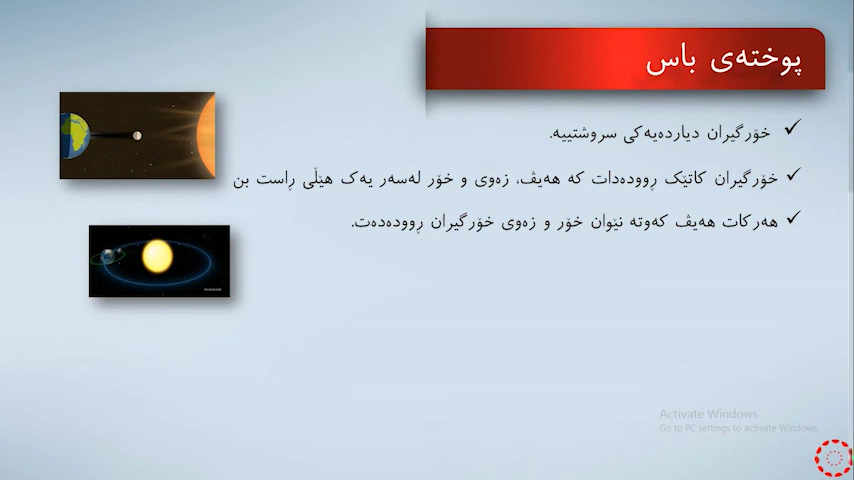 پوختەی باس
خۆرگیران دیاردەیەکی سروشتییە.
خۆرگیران کاتێک ڕوودەدات کە هەیڤ، زەوی و خۆر لەسەر یەک هێڵی ڕاست بن
هەرکات هەیڤ کەوتە نێوان خۆر و زەوی خۆرگیران ڕوودەدەت.
Activate Windows
Go to PC settings to activate Windows.